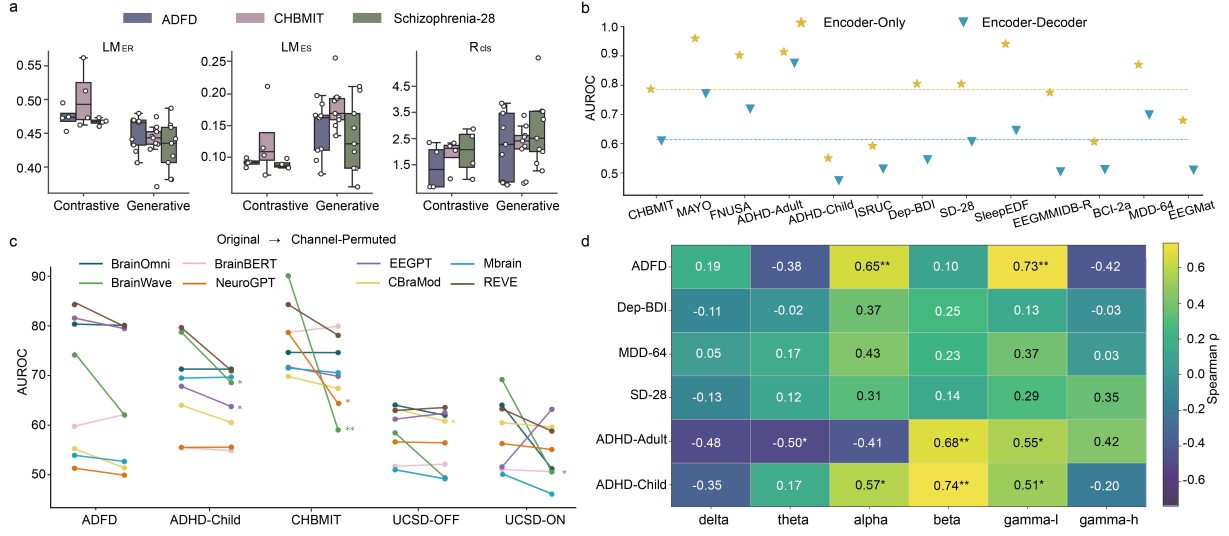 a
ADFD CHBMIT Schizophrenia-28
LM ER
LM ES
R cls
0.55
0.50
0.45
0.40
0.25
0.20
0.15
0.10
4.5
3.5
2.5
1.5
Contrastive Generative
Contrastive Generative
Contrastive Generative
b
Encoder-Only Encoder-Decoder
AUROC
1.0
0.9
0.8
0.7
0.6
0.5
CHBMIT MAYO FNUSA ADHD-Adult ADHD-Child ISRUC Dep-BDI SD-28 SleepEDF EEGMMIDB-R BCI-2a MDD-64 EEGMat
c
Original → Channel-Permuted
BrainOmni BrainBERT EEGPT Mbrain
BrainWave NeuroGPT CBraMod REVE
AUROC
90
80
70
60
50
*
*
*
**
*
*
ADFD ADHD-Child CHBMIT UCSD-OFF UCSD-ON
d
ADFD 0.19 -0.38 0.65** 0.10 0.73** -0.42
Dep-BDI -0.11 -0.02 0.37 0.25 0.13 -0.03
MDD-64 0.05 0.17 0.43 0.23 0.37 0.03
SD-28 -0.13 0.12 0.31 0.14 0.29 0.35
ADHD-Adult -0.48 -0.50* -0.41 0.68** 0.55* 0.42
ADHD-Child -0.35 0.17 0.57* 0.74** 0.51* -0.20
delta theta alpha beta gamma-l gamma-h
0.6
0.4
0.2
0.0
-0.2
-0.4
-0.6
Spearman ρ